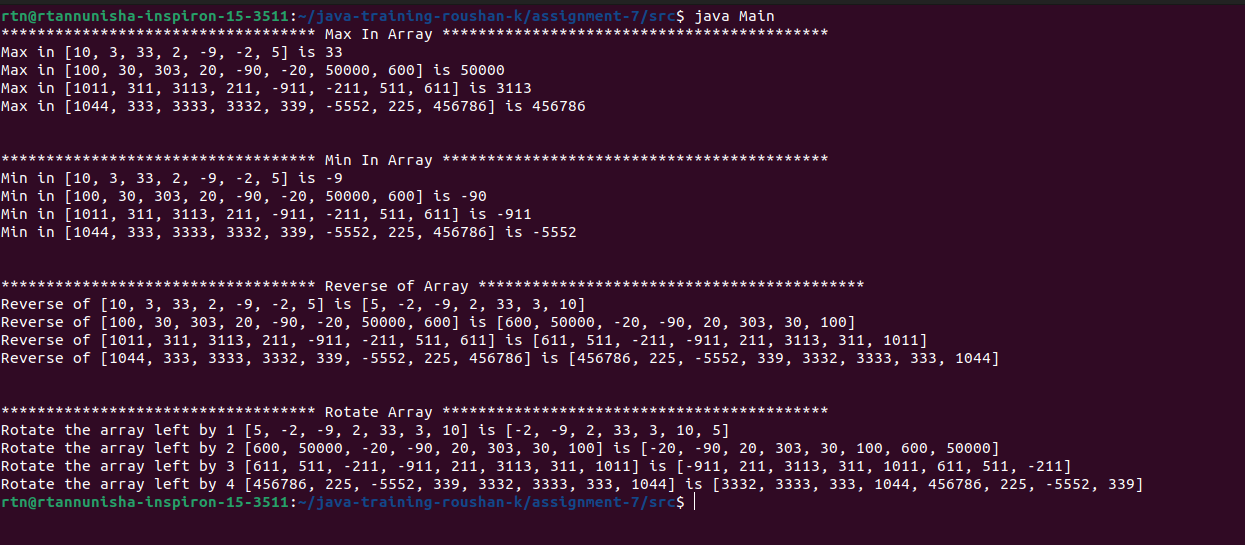 rtn@rtannunisha-inspiron-15-3511:~/java-training-roushan-k/assignment-7/src$ java Main
*********************************** Max In Array *******************************************
Max in [10, 3, 33, 2, -9, -2, 5] is 33
Max in [100, 30, 303, 20, -90, -20, 50000, 600] is 50000
Max in [1011, 311, 3113, 211, -911, -211, 511, 611] is 3113
Max in [1044, 333, 3333, 3332, 339, -5552, 225, 456786] is 456786
*********************************** Min In Array *******************************************
Min in [10, 3, 33, 2, -9, -2, 5] is -9
Min in [100, 30, 303, 20, -90, -20, 50000, 600] is -90
Min in [1011, 311, 3113, 211, -911, -211, 511, 611] is -911
Min in [1044, 333, 3333, 3332, 339, -5552, 225, 456786] is -5552
*********************************** Reverse of Array *******************************************
Reverse of [10, 3, 33, 2, -9, -2, 5] is [5, -2, -9, 2, 33, 3, 10]
Reverse of [100, 30, 303, 20, -90, -20, 50000, 600] is [600, 50000, -20, -90, 20, 303, 30, 100]
Reverse of [1011, 311, 3113, 211, -911, -211, 511, 611] is [611, 511, -211, -911, 211, 3113, 311, 1011]
Reverse of [1044, 333, 3333, 3332, 339, -5552, 225, 456786] is [456786, 225, -5552, 339, 3332, 3333, 333, 1044]
*********************************** Rotate Array *******************************************
Rotate the array left by 1 [5, -2, -9, 2, 33, 3, 10] is [-2, -9, 2, 33, 3, 10, 5]
Rotate the array left by 2 [600, 50000, -20, -90, 20, 303, 30, 100] is [-20, -90, 20, 303, 30, 100, 600, 50000]
Rotate the array left by 3 [611, 511, -211, -911, 211, 3113, 311, 1011] is [-911, 211, 3113, 311, 1011, 611, 511, -211]
Rotate the array left by 4 [456786, 225, -5552, 339, 3332, 3333, 333, 1044] is [3332, 3333, 333, 1044, 456786, 225, -5552, 339]
rtn@rtannunisha-inspiron-15-3511:~/java-training-roushan-k/assignment-7/src$